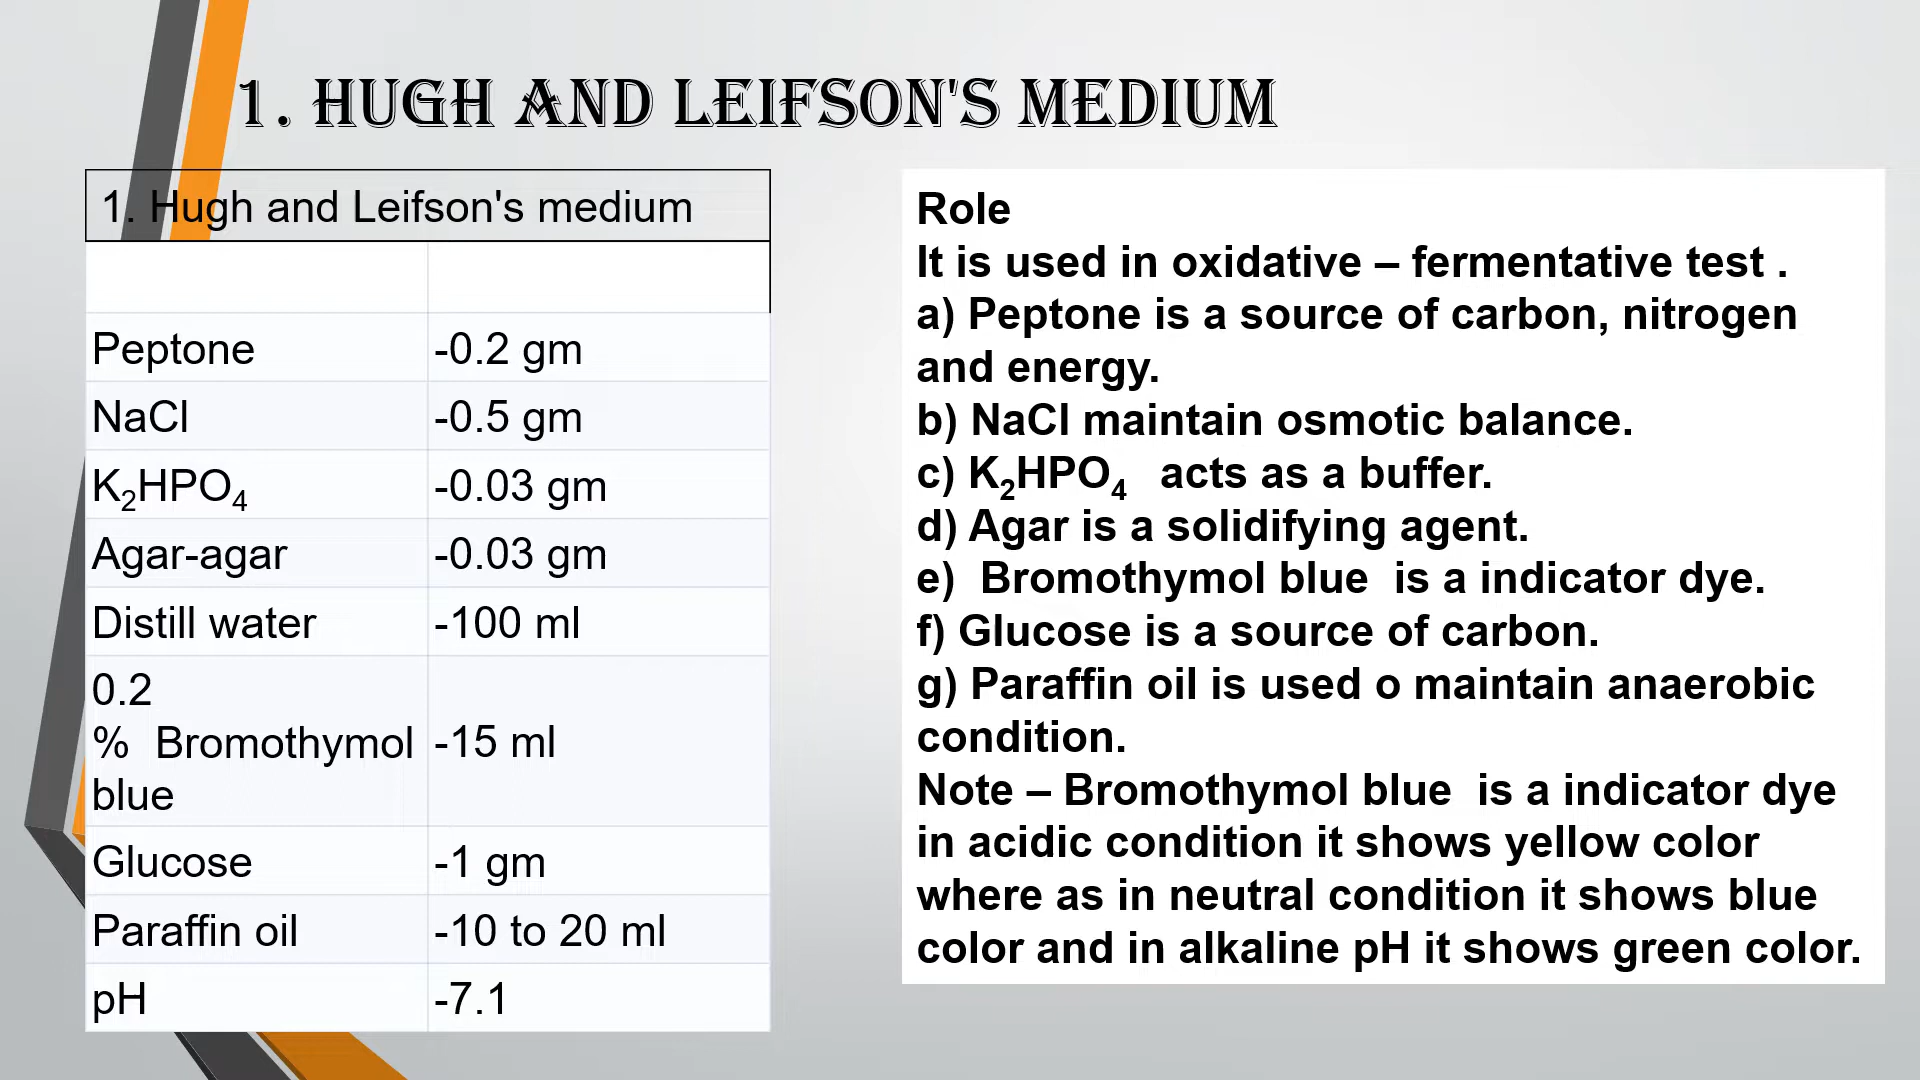 1. HUGH AND LEIFSON'S MEDIUM
1. Hugh and Leifson's medium
Peptone -0.2 gm
NaCl -0.5 gm
K₂HPO₄ -0.03 gm
Agar-agar -0.03 gm
Distill water -100 ml
0.2
% Bromothymol -15 ml
blue
Glucose -1 gm
Paraffin oil -10 to 20 ml
pH -7.1
Role
It is used in oxidative – fermentative test .
a) Peptone is a source of carbon, nitrogen
and energy.
b) NaCl maintain osmotic balance.
c) K₂HPO₄ acts as a buffer.
d) Agar is a solidifying agent.
e) Bromothymol blue is a indicator dye.
f) Glucose is a source of carbon.
g) Paraffin oil is used o maintain anaerobic
condition.
Note – Bromothymol blue is a indicator dye
in acidic condition it shows yellow color
where as in neutral condition it shows blue
color and in alkaline pH it shows green color.